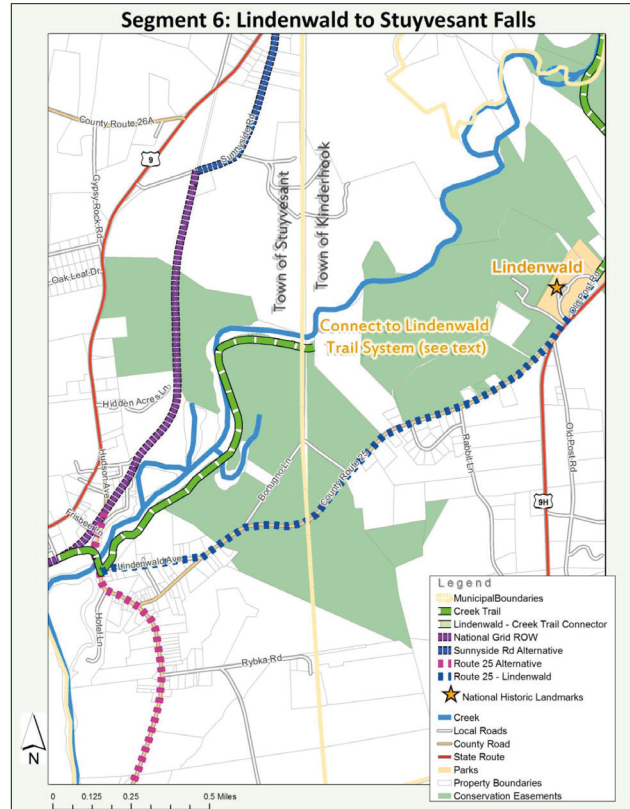 Segment 6: Lindenwald to Stuyvesant Falls
County Route 26A
9
Sunnyside Rd
Gypsy Rock Rd
Town of Stuyvesant
Town of Kinderhook
Oak Leaf Dr
Lindenwald
Old Post Rd
Connect to Lindenwald
Trail System (see text)
Hidden Acres Ln
Hudson Ave
Bortugno Ln
County Route 25
Rabbit Ln
Old Post Rd
9H
Frisbee Ln
Lindenwald Ave
Hotel Ln
Rybka Rd
Legend
MunicipalBoundaries
Creek Trail
Lindenwald - Creek Trail Connector
National Grid ROW
Sunnyside Rd Alternative
Route 25 Alternative
Route 25 - Lindenwald
National Historic Landmarks
Creek
Local Roads
County Road
State Route
Parks
Property Boundaries
Conservation Easements
N
0 0.125 0.25 0.5 Miles